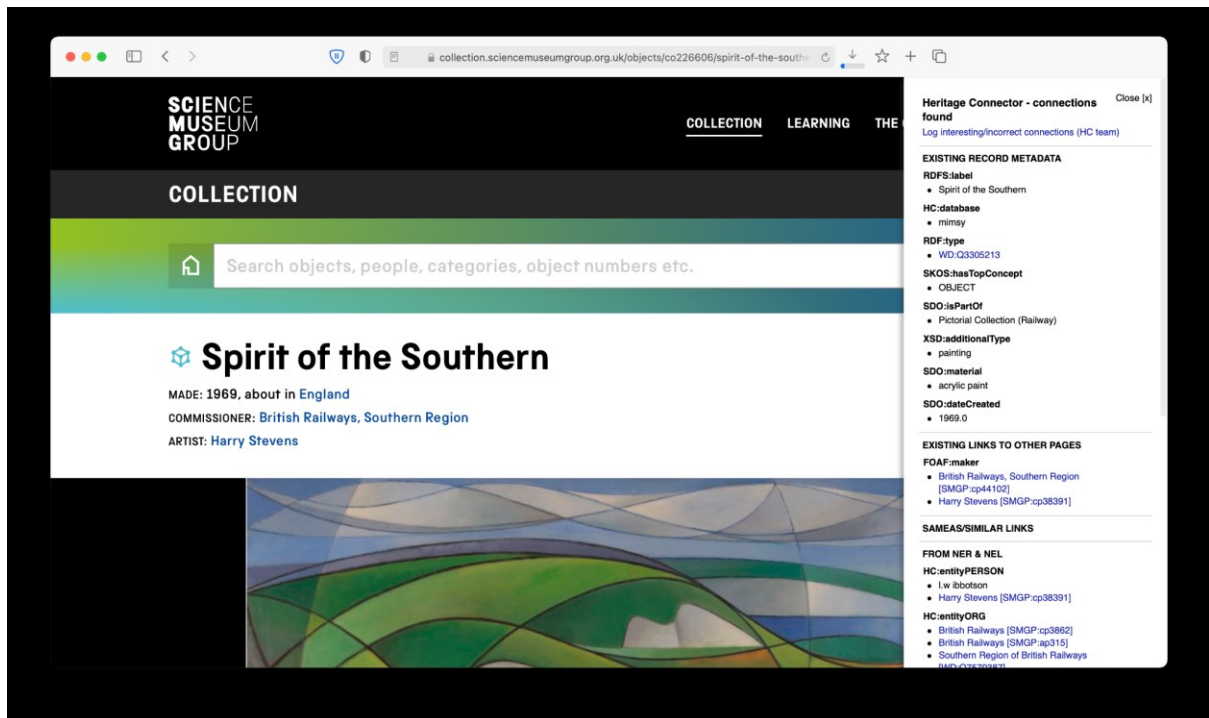 collection.sciencemuseumgroup.org.uk/objects/co226606/spirit-of-the-southe
SCIENCE
MUSEUM
GROUP
COLLECTION LEARNING THE
COLLECTION
Search objects, people, categories, object numbers etc.
Spirit of the Southern
MADE: 1969, about in England
COMMISSIONER: British Railways, Southern Region
ARTIST: Harry Stevens
Heritage Connector - connections Close [x]
found
Log interesting/incorrect connections (HC team)
EXISTING RECORD METADATA
RDFS:label
• Spirit of the Southern
HC:database
• mimsy
RDF:type
• WD:Q3305213
SKOS:hasTopConcept
• OBJECT
SDO:isPartOf
• Pictorial Collection (Railway)
XSD:additionalType
• painting
SDO:material
• acrylic paint
SDO:dateCreated
• 1969.0
EXISTING LINKS TO OTHER PAGES
FOAF:maker
• British Railways, Southern Region
[SMGP:cp44102]
• Harry Stevens [SMGP:cp38391]
SAMEAS/SIMILAR LINKS
FROM NER & NEL
HC:entityPERSON
• l.w ibbotson
• Harry Stevens [SMGP:cp38391]
HC:entityORG
• British Railways [SMGP:cp3862]
• British Railways [SMGP:ap315]
• Southern Region of British Railways